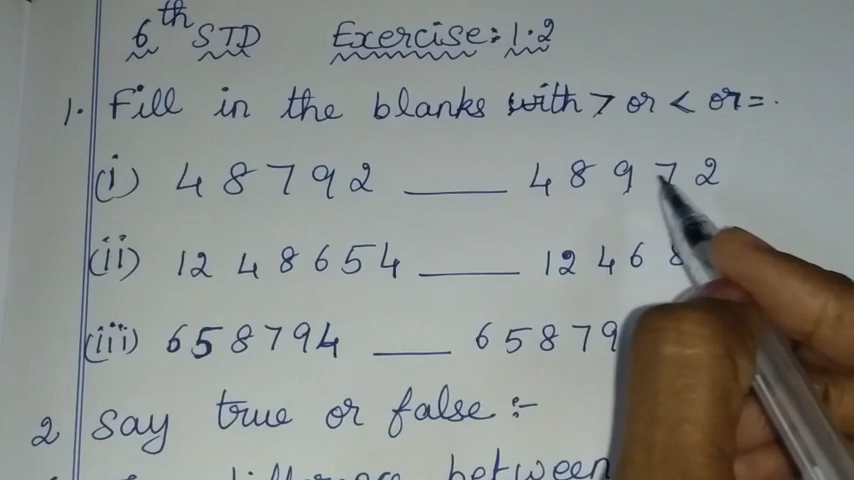 6th STD Exercise: 1.2
1. Fill in the blanks with > or < or =.
(i) 48792 ____ 48972
(ii) 1248654 ____ 12468
(iii) 658794 ____ 65879
2 Say true or false :-
between